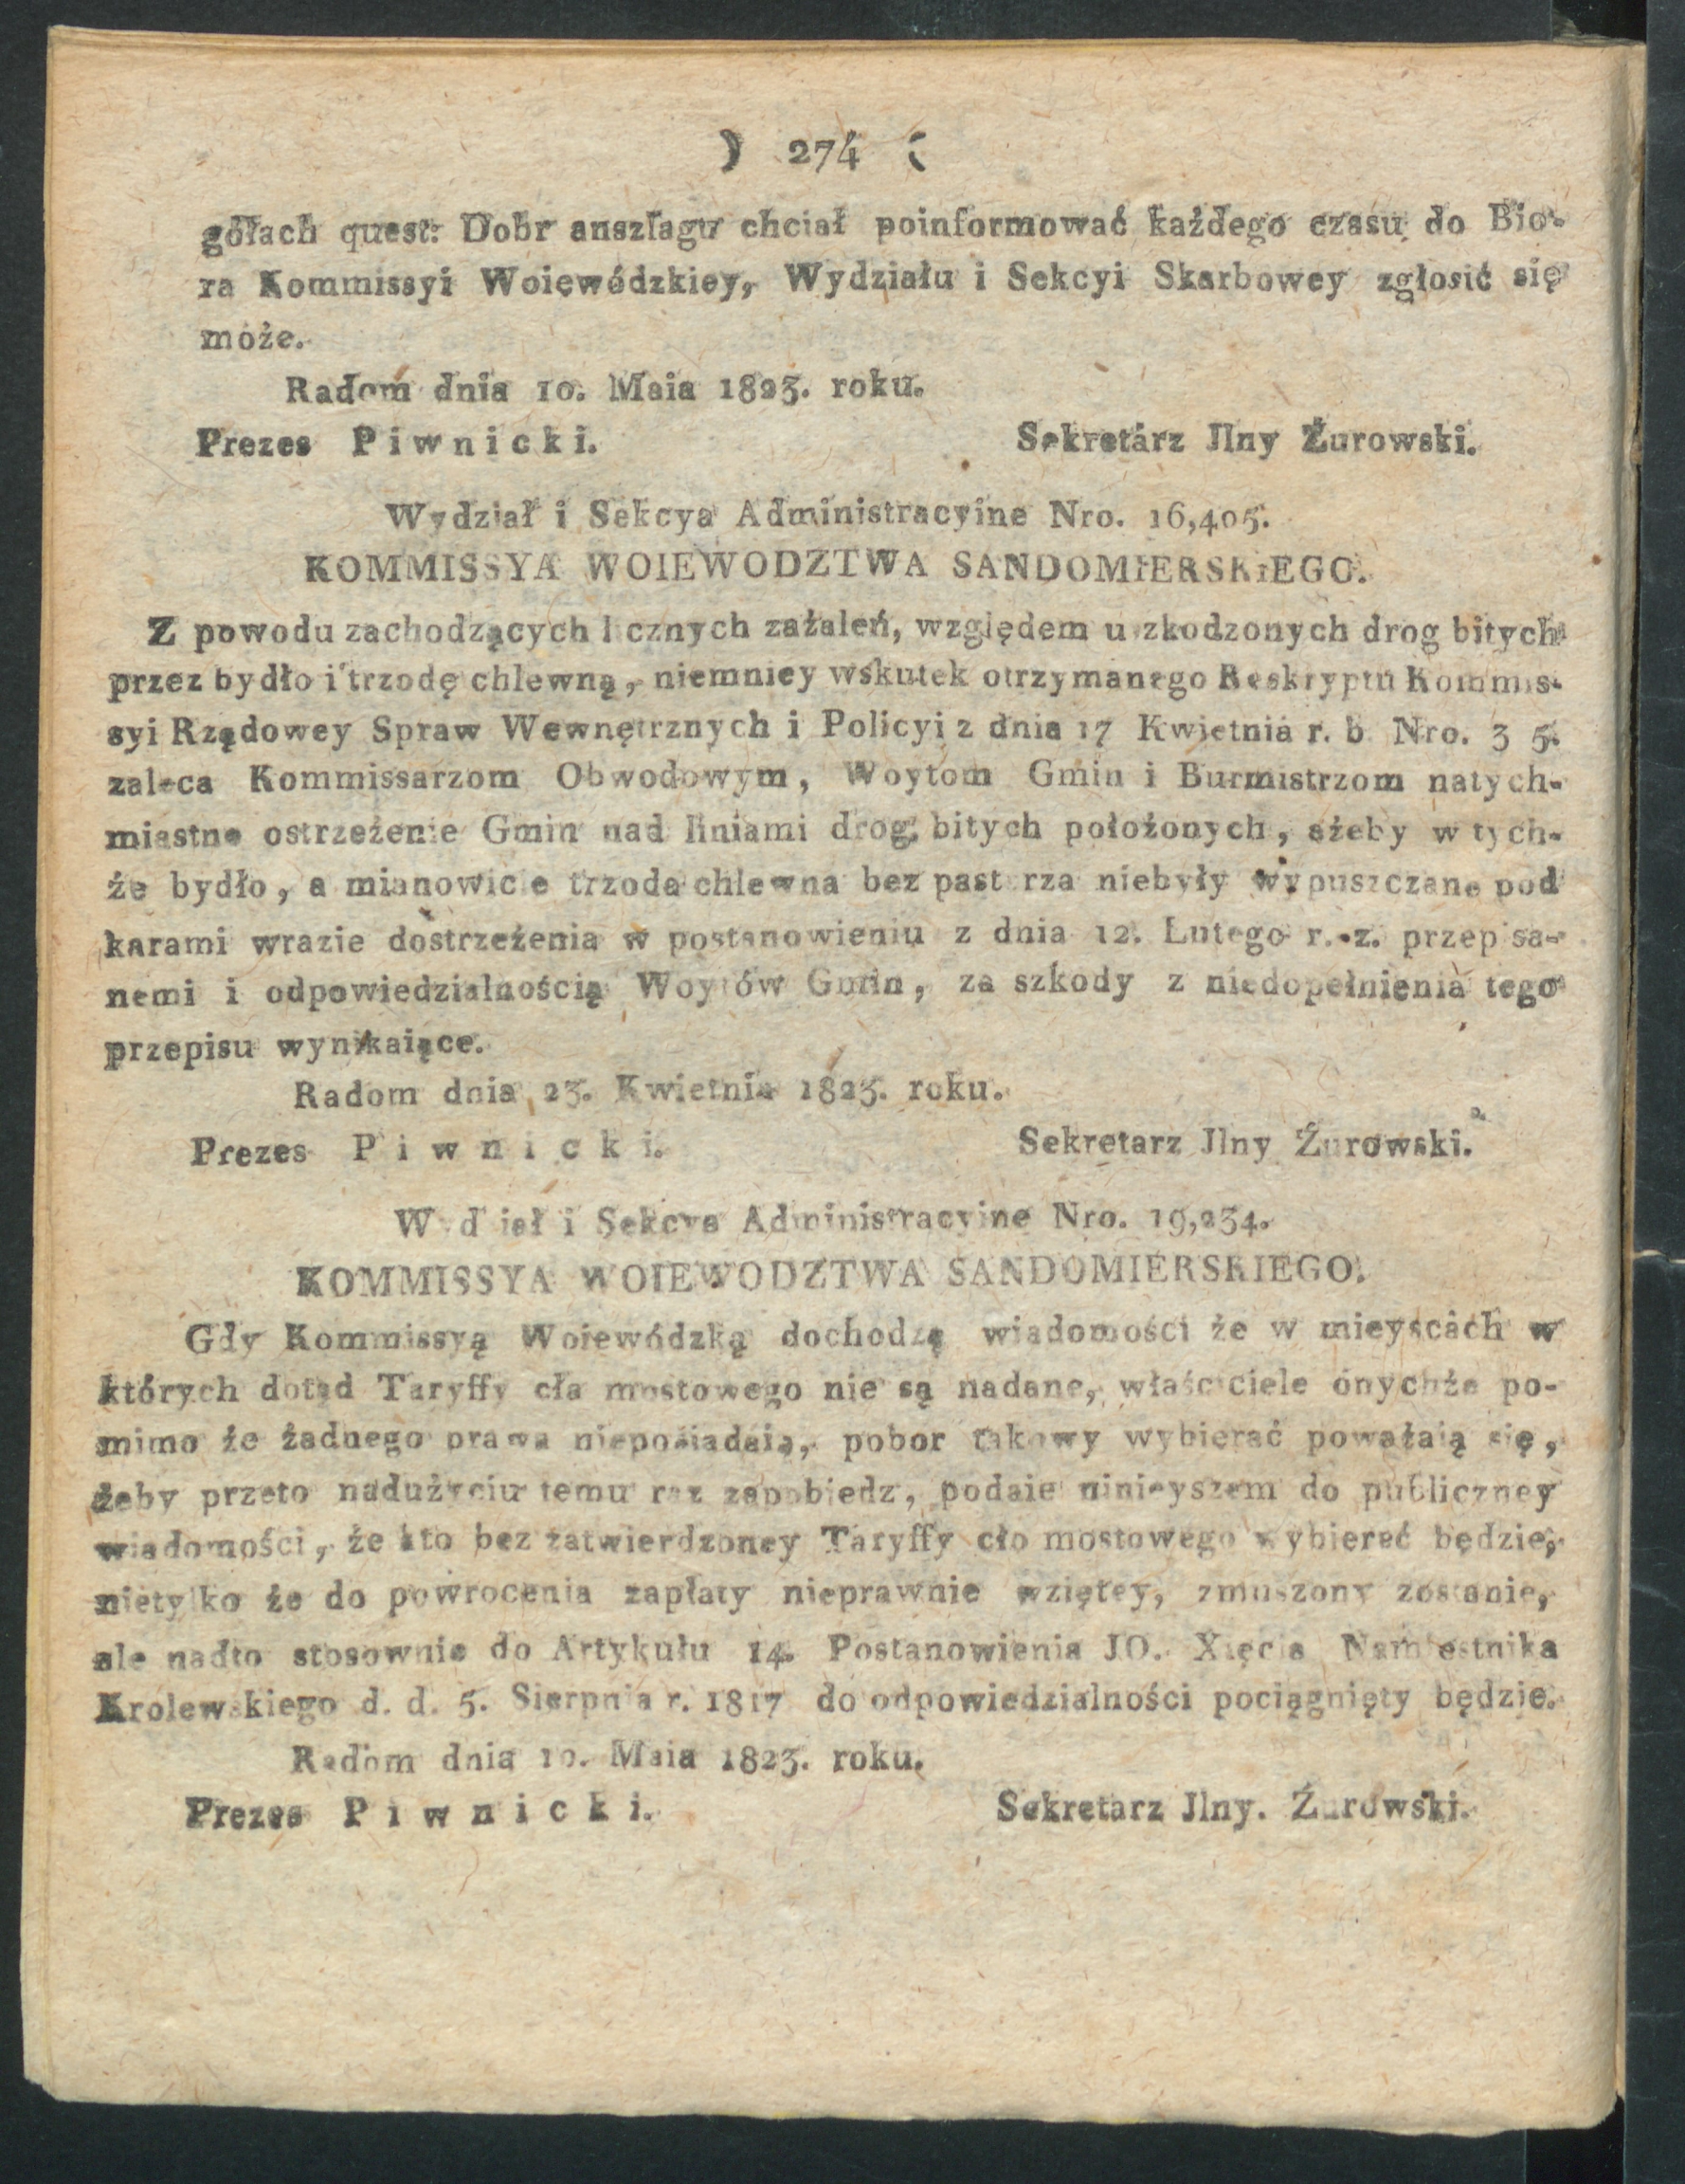 ) 274 (
gółach quest: Dobr anszlagu chciał poinformować każdego czasu do Bio-
ra Kommissyi Woiewódzkiey, Wydziału i Sekcyi Skarbowey zgłosić się
może.
Radom dnia 10. Maia 1823. roku.
Prezes Piwnicki. Sekretarz Jlny Żurowski.
Wydział i Sekcya Administracyine Nro. 16,405.
KOMMISSYA WOIEWODZTWA SANDOMIERSKIEGO.
Z powodu zachodzących licznych zażaleń, względem uszkodzonych drog bitych
przez bydło i trzodę chlewną, niemniey wskutek otrzymanego Reskryptu Kommis-
syi Rządowey Spraw Wewnętrznych i Policyi z dnia 17 Kwietnia r. b. Nro.
zaleca Kommissarzom Obwodowym, Woytom Gmin i Burmistrzom natych-
miastne ostrzeżenie Gmin nad liniami drog bitych położonych, ażeby w tych-
że bydło, a mianowicie trzoda chlewna bez pasterza niebyły wypuszczane pod
karami wrazie dostrzeżenia w postanowieniu z dnia 12. Lutego r. z. przepisa-
nemi i odpowiedzialnością Woytów Gmin, za szkody z niedopełnienia tego
przepisu wynikaiące.
Radom dnia 23. Kwietnia 1823. roku.
Prezes Piwnicki. Sekretarz Jlny Żurowski.
Wydział i Sekcya Administracyine Nro. 19,234.
KOMMISSYA WOIEWODZTWA SANDOMIERSKIEGO.
Gdy Kommissyą Woiewódzką dochodzą wiadomości że w mieyscach w
których dotąd Taryffy cła mostowego nie są nadane, właściciele onychże po-
mimo że żadnego prawa nieposiadaią, pobor takowy wybierać poważaią się,
żeby przeto nadużyciu temu raz zapobiedz, podaie ninieyszem do publiczney
wiadomości, że kto bez zatwierdzoney Taryffy cło mostowego wybierać będzie,
nietylko że do powrocenia zapłaty nieprawnie wziętey, zmuszony zostanie,
ale nadto stosownie do Artykułu 14. Postanowienia JO. Xięcia Namiestnika
Krolewskiego d. d. 5. Sierpnia r. 1817 do odpowiedzialności pociągnięty będzie.
Radom dnia 10. Maia 1823. roku.
Prezes Piwnicki. Sekretarz Jlny. Żurowski.